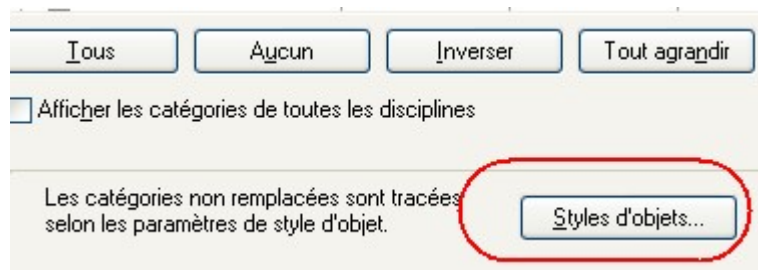 Tous Aucun Inverser Tout agrandir
Afficher les catégories de toutes les disciplines
Les catégories non remplacées sont tracées
selon les paramètres de style d'objet.
Styles d'objets...